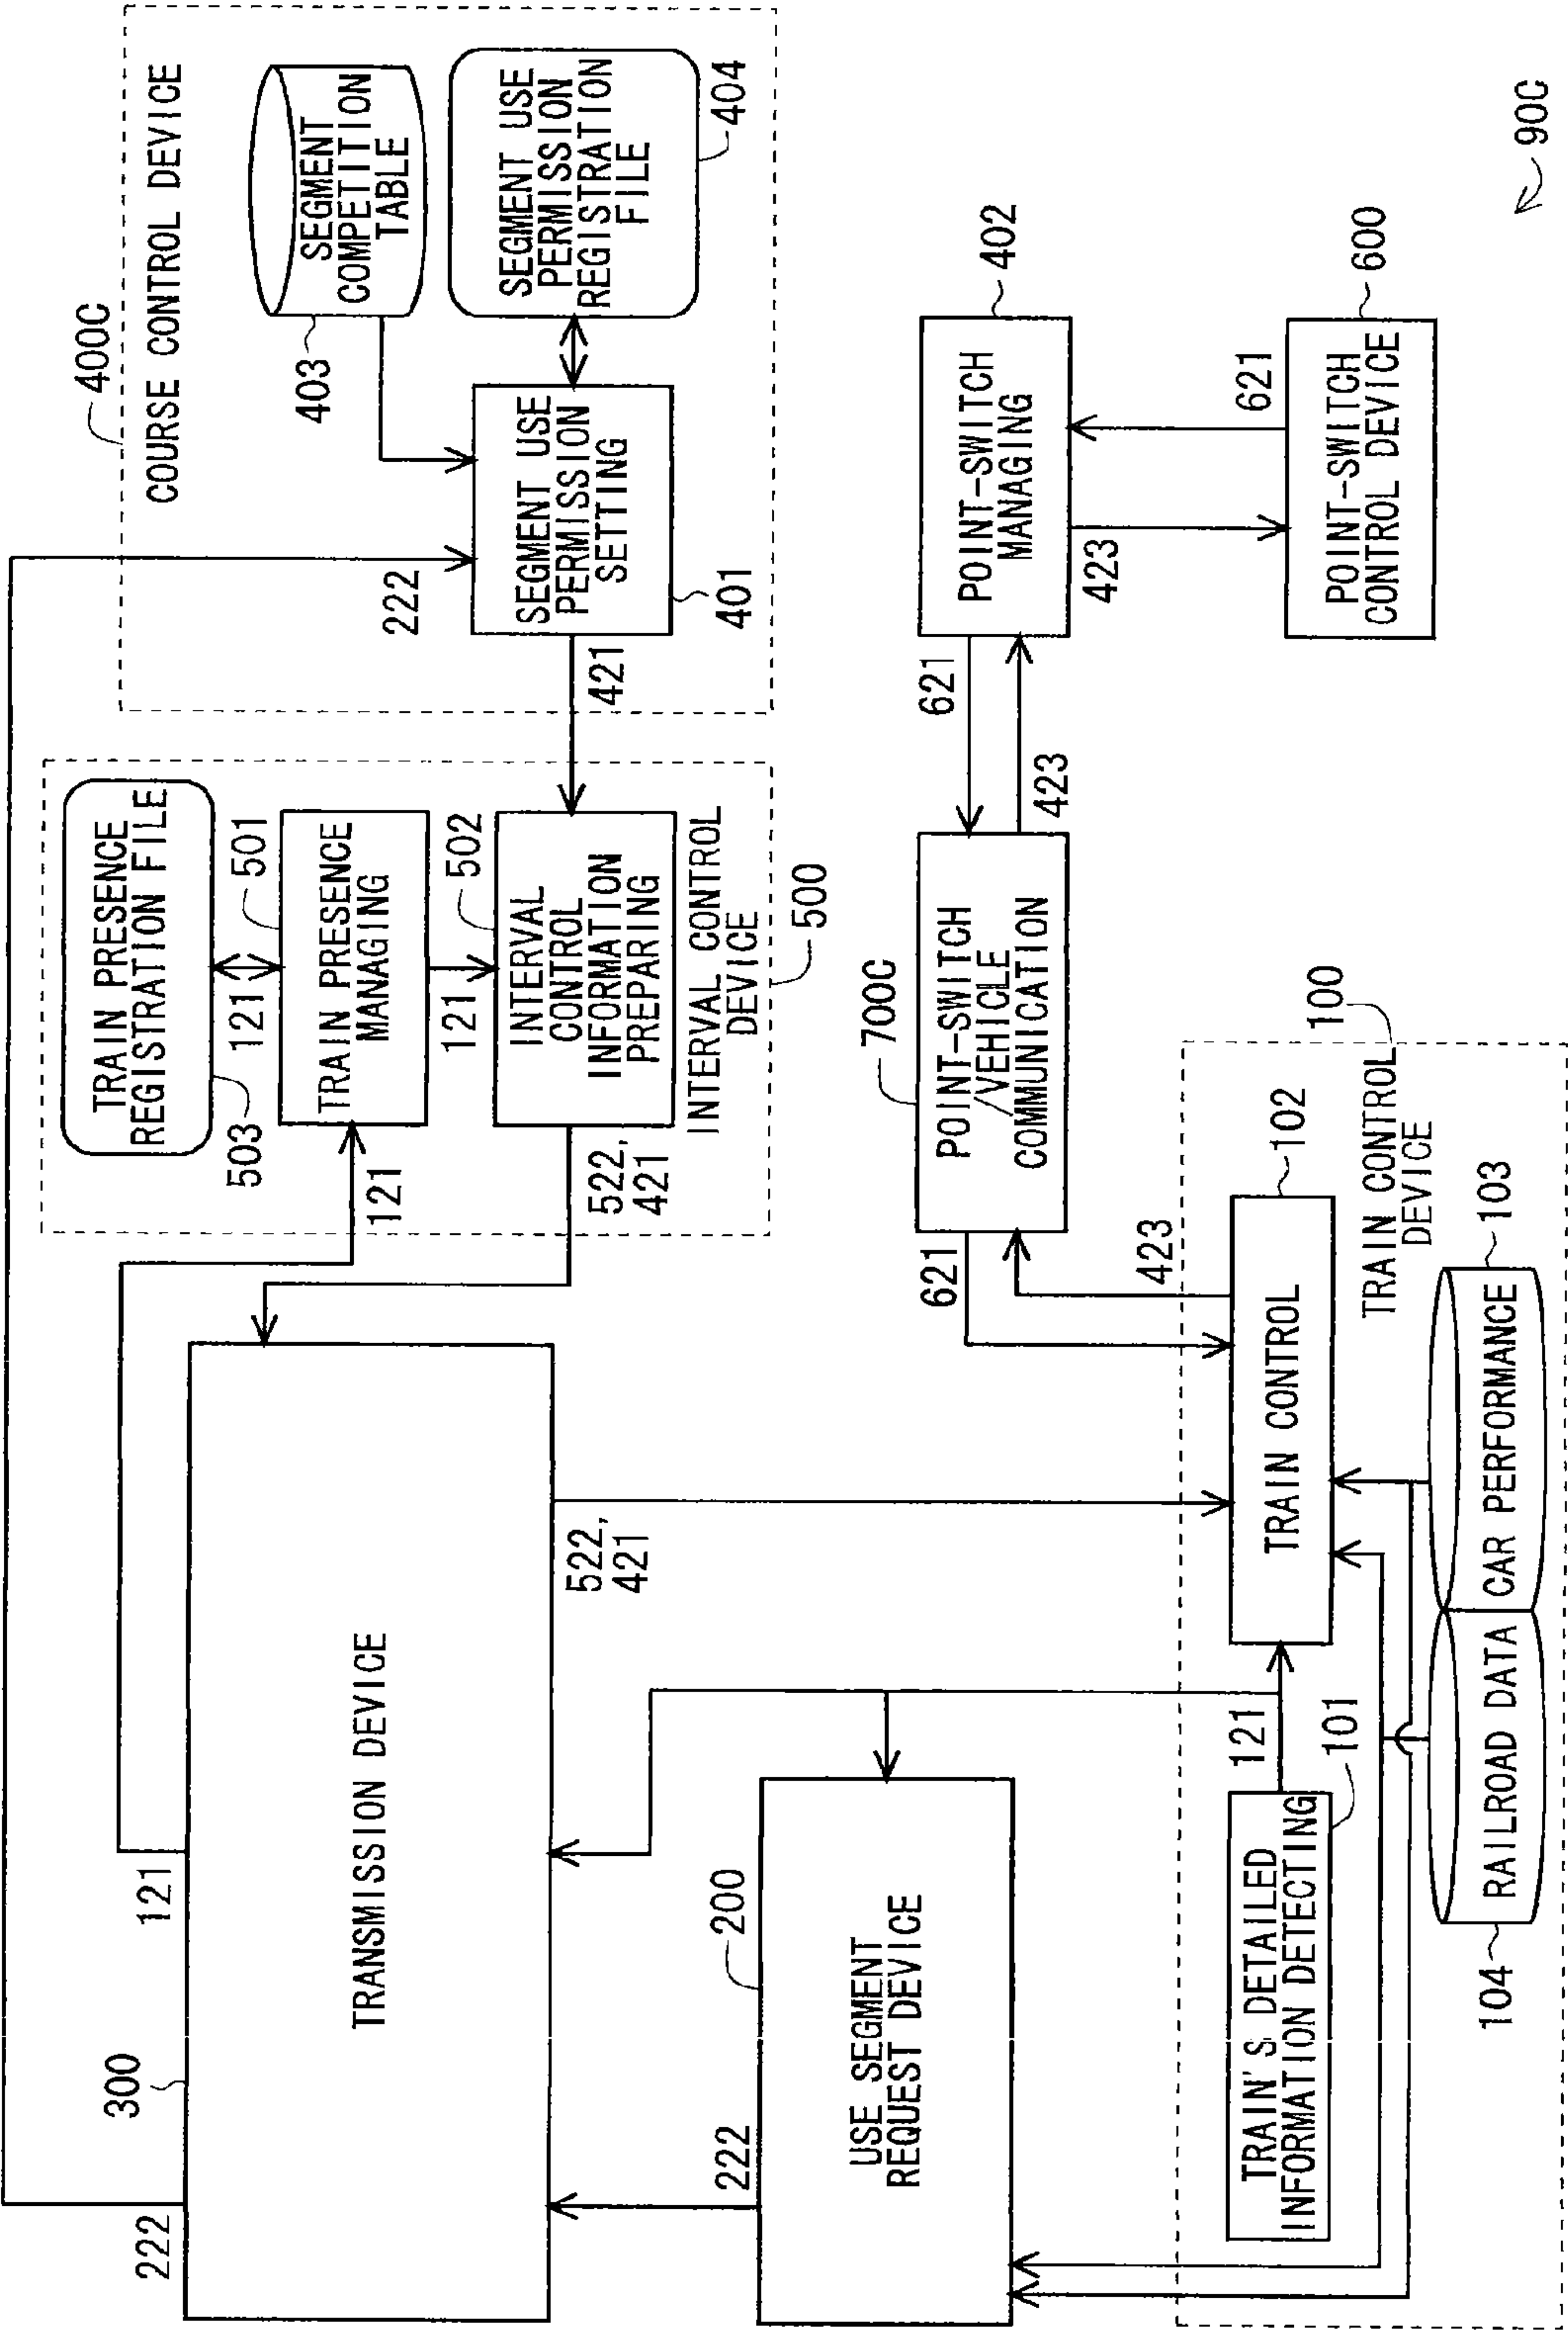 300
222
121
TRANSMISSION DEVICE
522,
421
222
200
USE SEGMENT
REQUEST DEVICE
TRAIN PRESENCE
REGISTRATION FILE
503
121
501
TRAIN PRESENCE
MANAGING
121
121
502
INTERVAL
CONTROL
INFORMATION
PREPARING
522,
421
INTERVAL CONTROL
DEVICE
500
400C
COURSE CONTROL DEVICE
SEGMENT
COMPETITION
TABLE
403
SEGMENT USE
PERMISSION
REGISTRATION
FILE
404
222
SEGMENT USE
PERMISSION
SETTING
401
421
700C
POINT-SWITCH
/VEHICLE
COMMUNICATION
621
423
621
423
402
POINT-SWITCH
MANAGING
423
621
600
POINT-SWITCH
CONTROL DEVICE
100
TRAIN CONTROL
DEVICE
102
TRAIN CONTROL
121
101
TRAIN'S DETAILED
INFORMATION DETECTING
104
RAILROAD DATA
CAR PERFORMANCE
103
90C